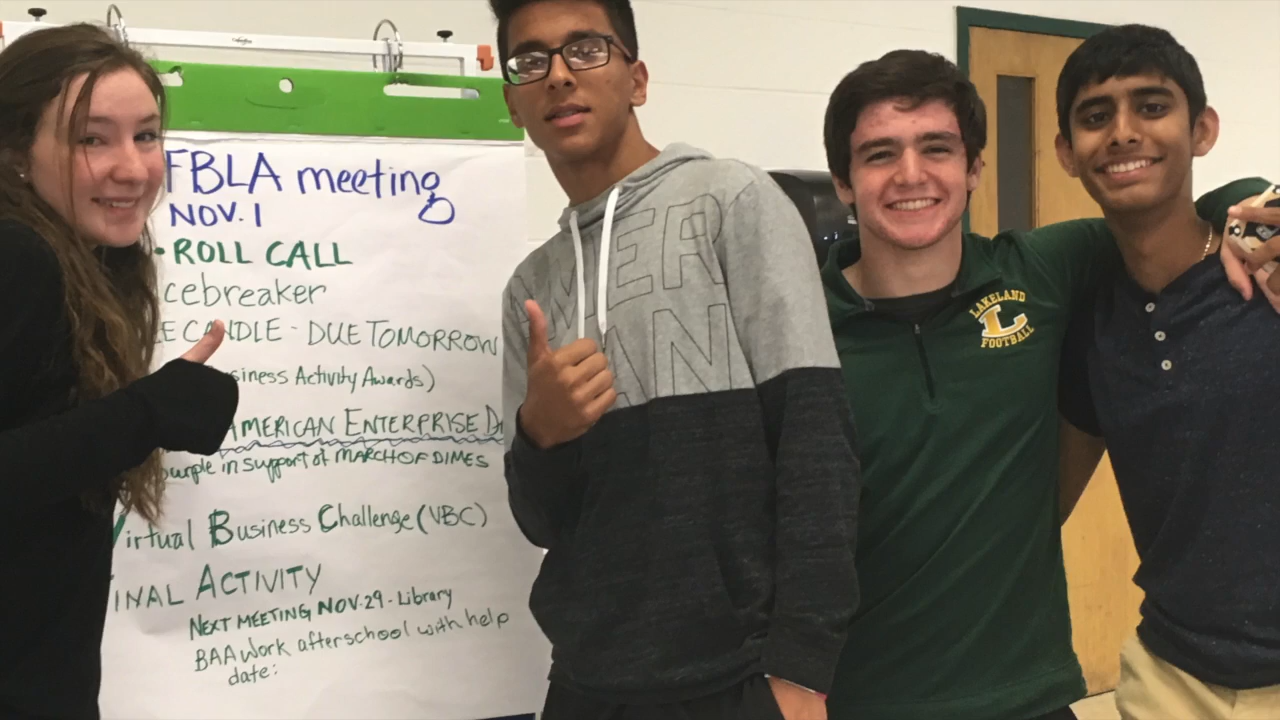 FBLA meeting
NOV. 1
• ROLL CALL
cebreaker
E CANDLE - DUE TOMORROW
siness Activity Awards)
AMERICAN ENTERPRISE D
purple in support of MARCH OF DIMES
Virtual Business Challenge (VBC)
INAL ACTIVITY
NEXT MEETING NOV. 29 - Library
BAA work afterschool with help
date:
LAKELAND
L
FOOTBALL